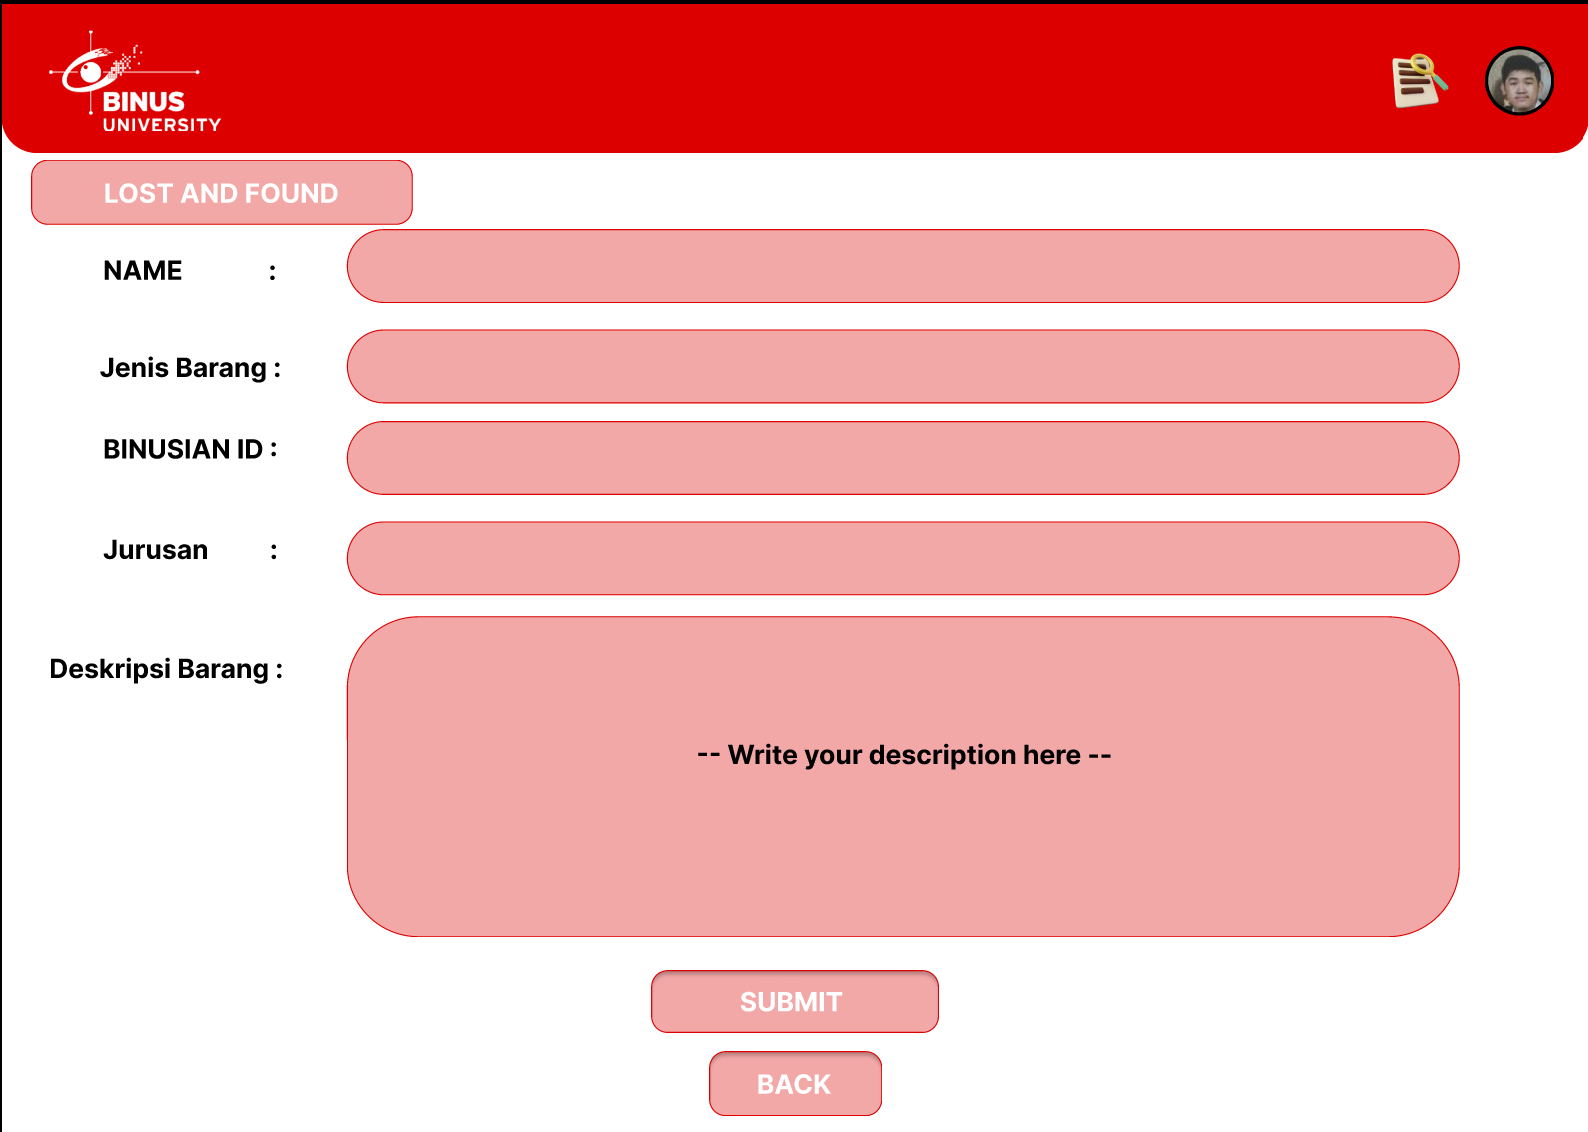 BINUS
UNIVERSITY
LOST AND FOUND
NAME :
Jenis Barang :
BINUSIAN ID :
Jurusan :
Deskripsi Barang :
-- Write your description here --
SUBMIT
BACK